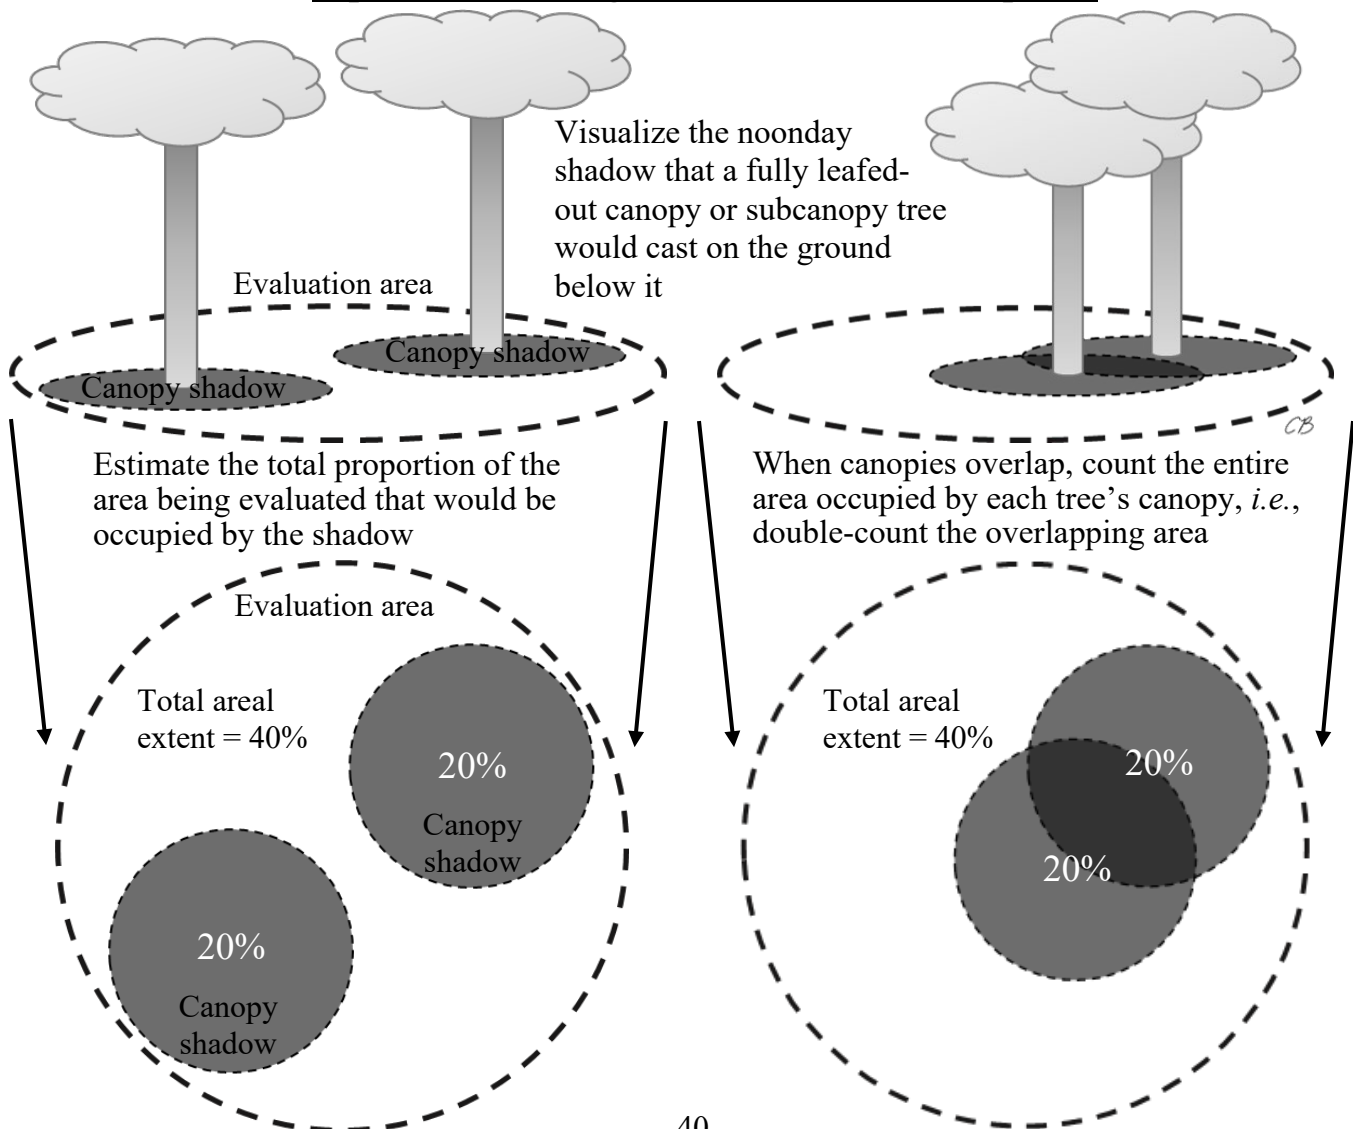 Visualize the noonday
shadow that a fully leafed-
out canopy or subcanopy tree
would cast on the ground
below it
Evaluation area
Canopy shadow
Canopy shadow
CB
Estimate the total proportion of the
area being evaluated that would be
occupied by the shadow
When canopies overlap, count the entire
area occupied by each tree’s canopy, i.e.,
double-count the overlapping area
Evaluation area
Total areal
extent = 40%
20%
Canopy
shadow
20%
Canopy
shadow
Total areal
extent = 40%
20%
20%
40